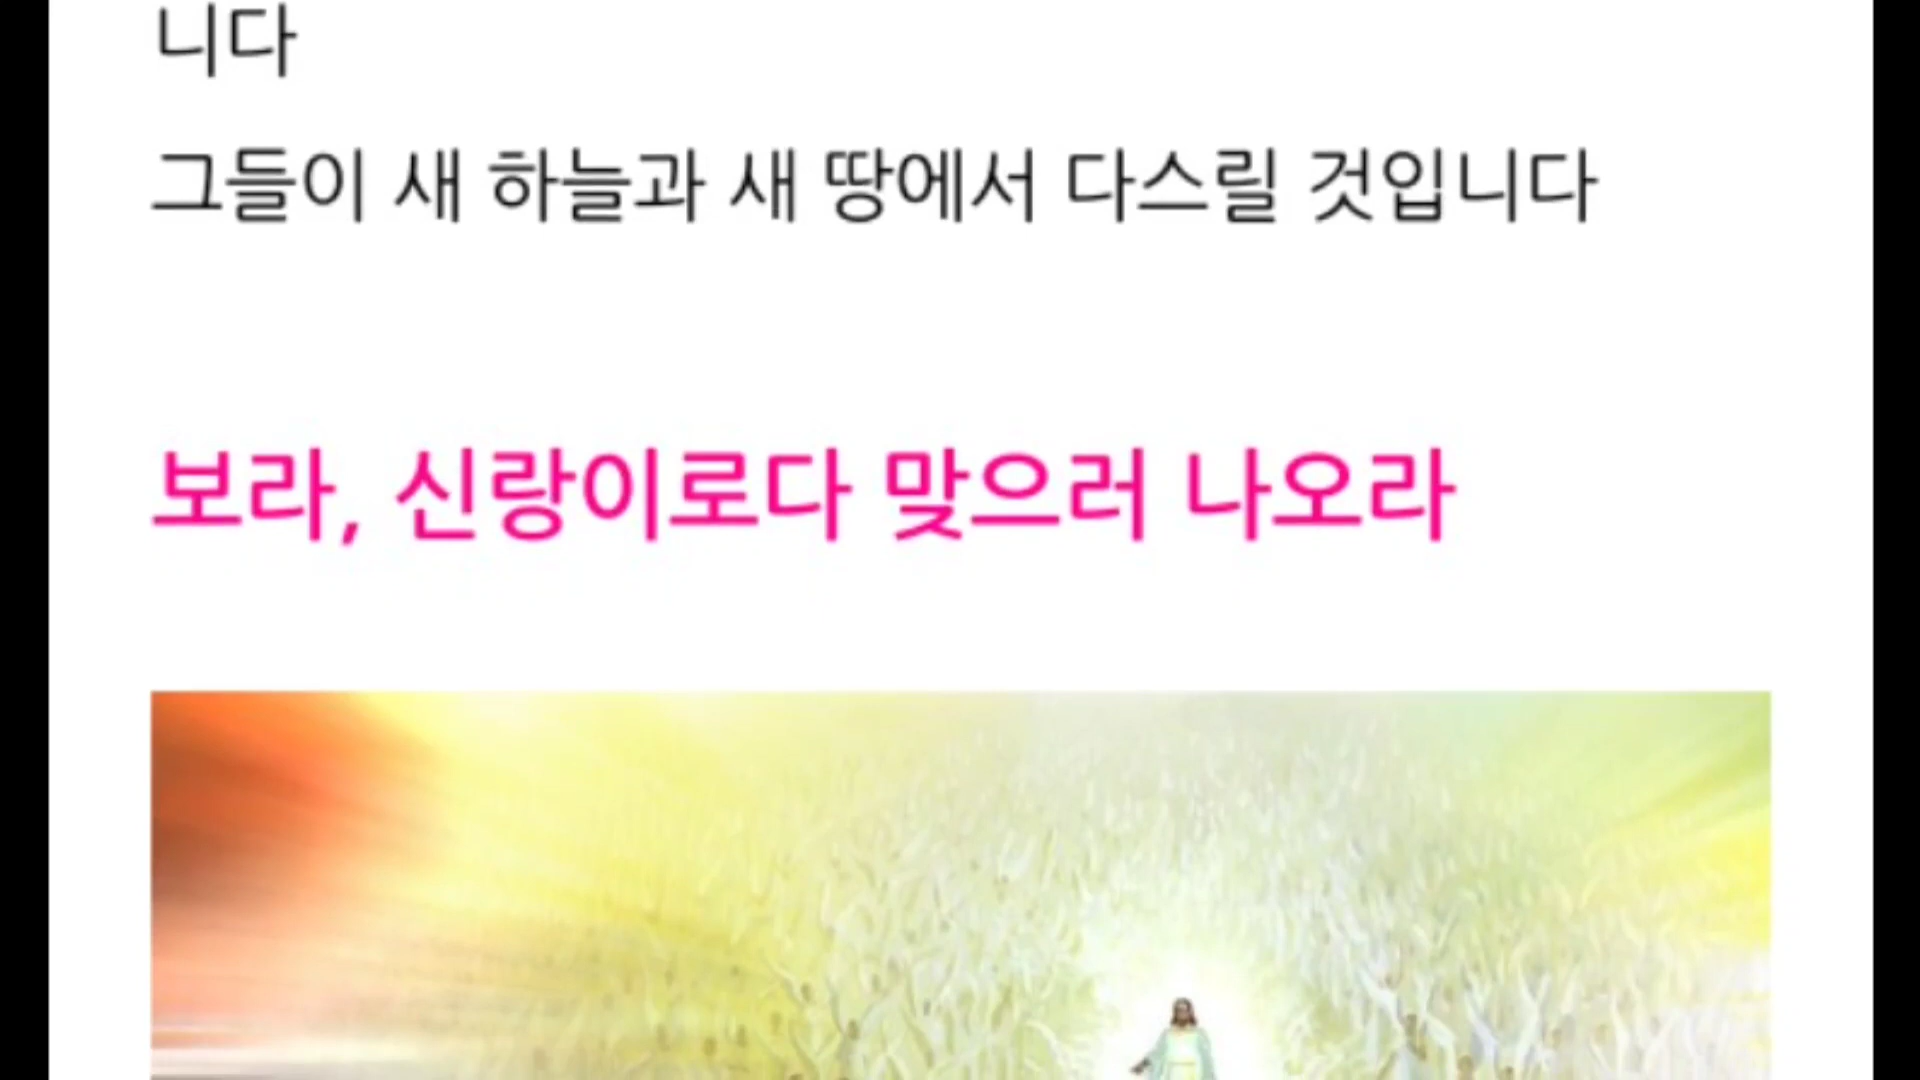 니다
그들이 새 하늘과 새 땅에서 다스릴 것입니다
보라, 신랑이로다 맞으러 나오라